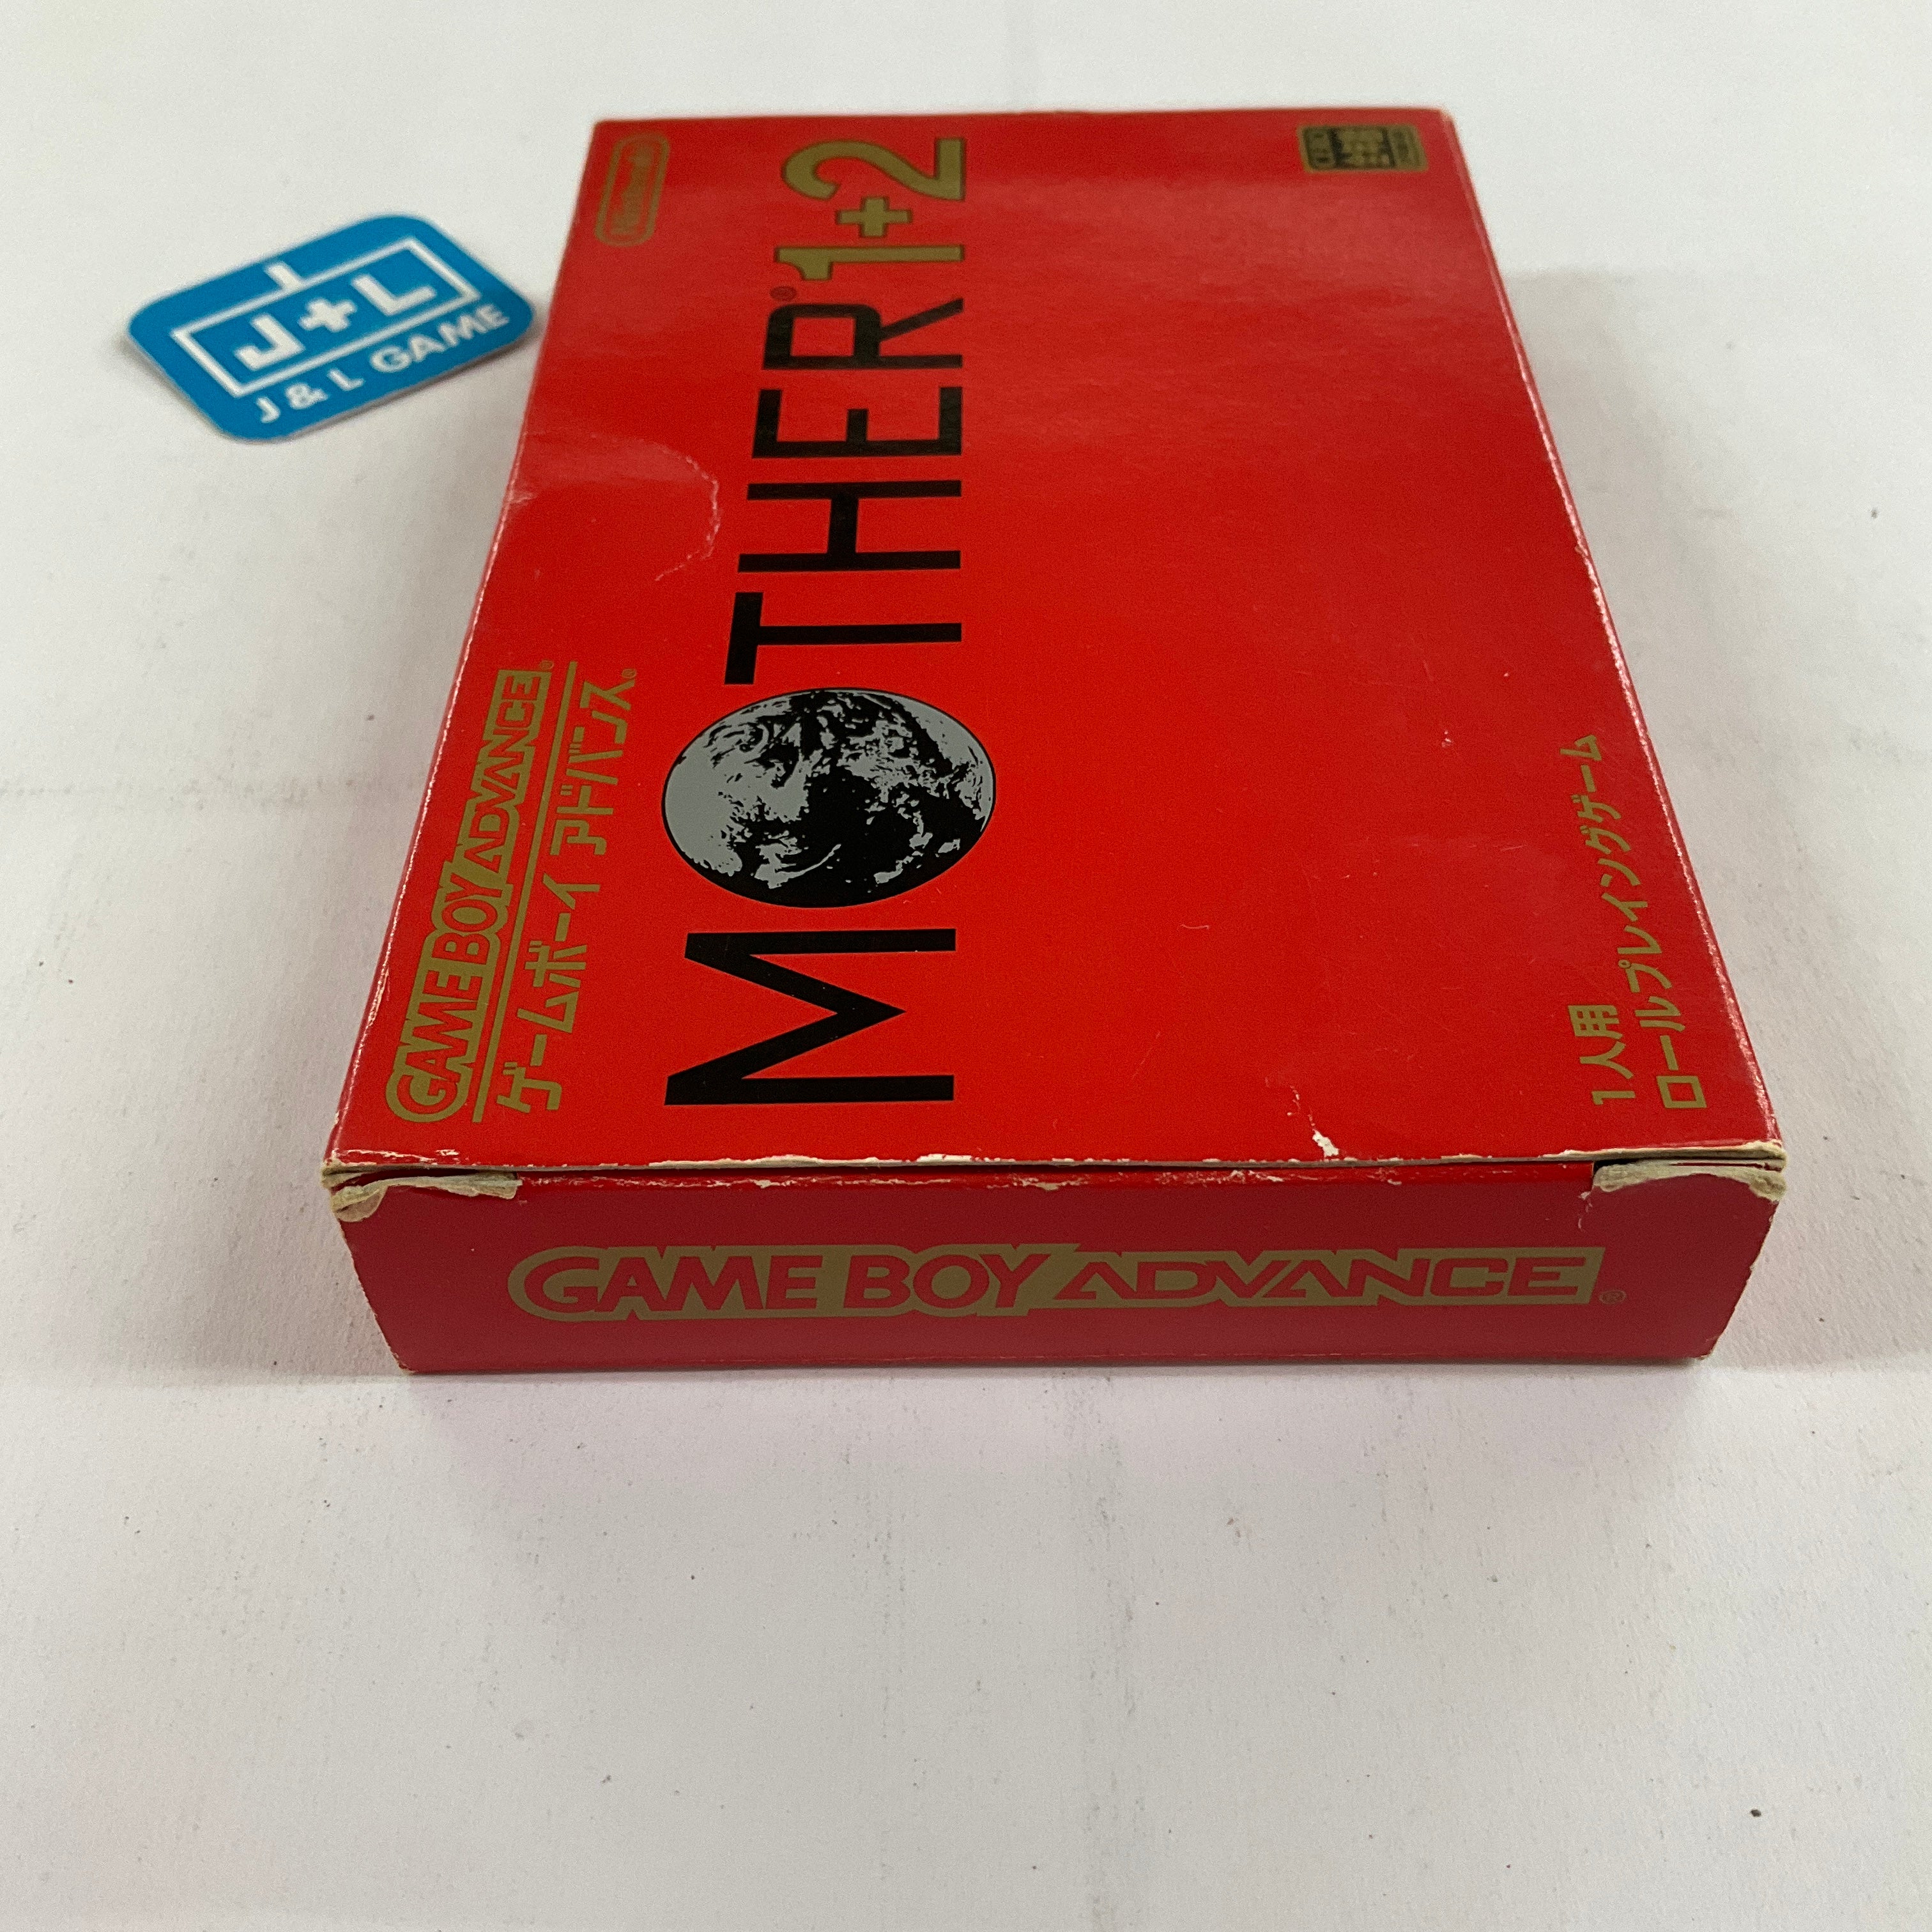 J+L
J & L GAME
Nintendo
GAME BOY ADVANCE®
ゲームボーイ アドバンス®
MOTHER®1+2
1人用
ロールプレイングゲーム
GAME BOY ADVANCE®